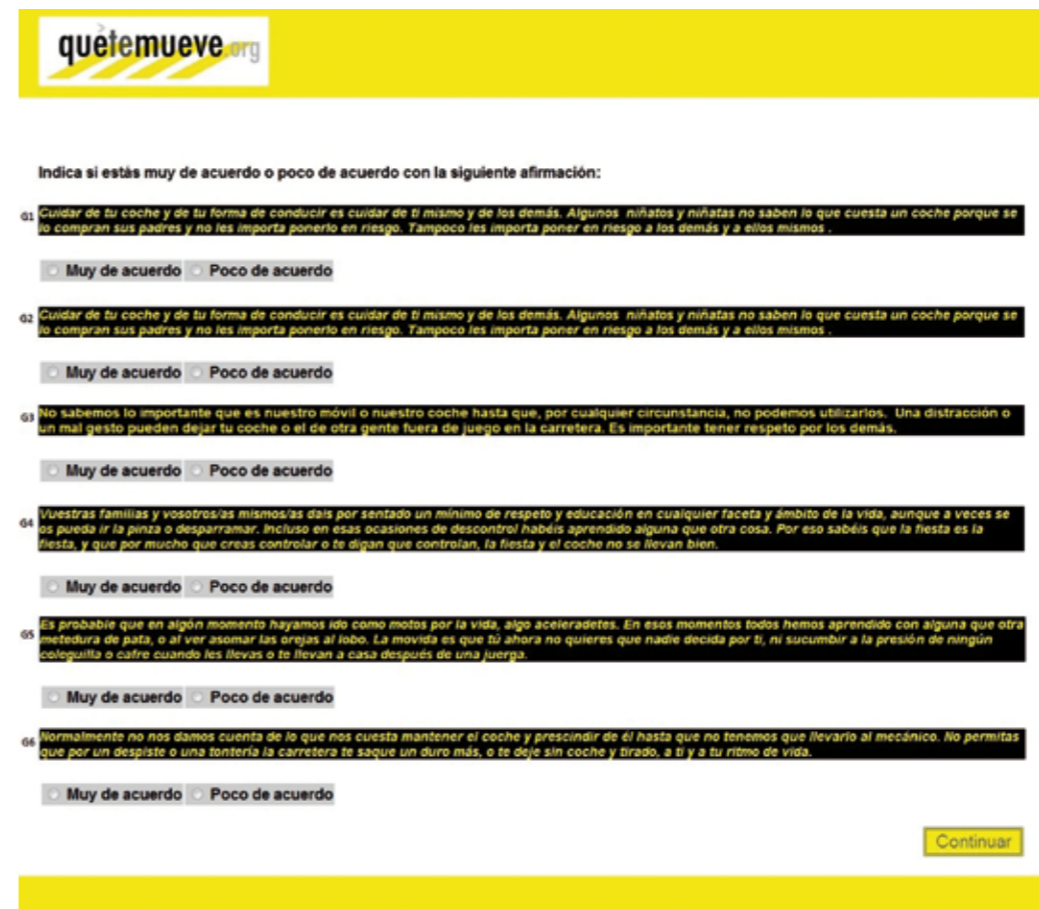 quétemueve.org
Indica si estás muy de acuerdo o poco de acuerdo con la siguiente afirmación:
G1 Cuidar de tu coche y de tu forma de conducir es cuidar de ti mismo y de los demás. Algunos niñatos y niñatas no saben lo que cuesta un coche porque se
lo compran sus padres y no les importa ponerlo en riesgo. Tampoco les importa poner en riesgo a los demás y a ellos mismos .
Muy de acuerdo Poco de acuerdo
G2 Cuidar de tu coche y de tu forma de conducir es cuidar de ti mismo y de los demás. Algunos niñatos y niñatas no saben lo que cuesta un coche porque se
lo compran sus padres y no les importa ponerlo en riesgo. Tampoco les importa poner en riesgo a los demás y a ellos mismos .
Muy de acuerdo Poco de acuerdo
G3 No sabemos lo importante que es nuestro móvil o nuestro coche hasta que, por cualquier circunstancia, no podemos utilizarlos. Una distracción o
un mal gesto pueden dejar tu coche o el de otra gente fuera de juego en la carretera. Es importante tener respeto por los demás.
Muy de acuerdo Poco de acuerdo
G4 Vuestras familias y vosotros/as mismos/as dais por sentado un mínimo de respeto y educación en cualquier faceta y ámbito de la vida, aunque a veces se
os pueda ir la pinza o desparramar. Incluso en esas ocasiones de descontrol habéis aprendido alguna que otra cosa. Por eso sabéis que la fiesta es la
fiesta, y que por mucho que creas controlar o te digan que controlan, la fiesta y el coche no se llevan bien.
Muy de acuerdo Poco de acuerdo
G5 Es probable que en algón momento hayamos ido como motos por la vida, algo aceleradetes. En esos momentos todos hemos aprendido con alguna que otra
metedura de pata, o al ver asomar las orejas al lobo. La movida es que tú ahora no quieres que nadie decida por ti, ni sucumbir a la presión de ningún
coleguilla o cafre cuando les llevas o te llevan a casa después de una juerga.
Muy de acuerdo Poco de acuerdo
G6 Normalmente no nos damos cuenta de lo que nos cuesta mantener el coche y prescindir de él hasta que no tenemos que llevarlo al mecánico. No permitas
que por un despiste o una tontería la carretera te saque un duro más, o te deje sin coche y tirado, a ti y a tu ritmo de vida.
Muy de acuerdo Poco de acuerdo
Continuar